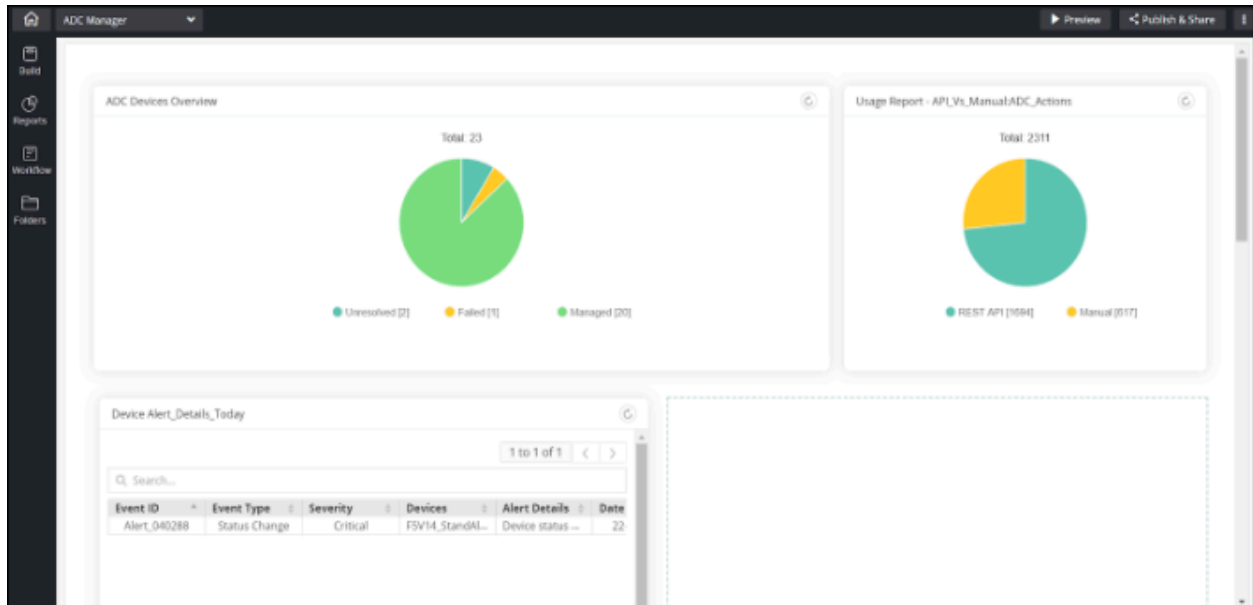 ADC Manager
Preview
Publish & Share
Build
Reports
Workflow
Folders
ADC Devices Overview
Total: 23
Unresolved [2]
Failed [1]
Managed [20]
Usage Report - API_Vs_Manual:ADC_Actions
Total: 2311
REST API [1694]
Manual [617]
Device Alert_Details_Today
1 to 1 of 1
Search...
Event ID Event Type Severity Devices Alert Details Date
Alert_040288 Status Change Critical F5V14_StandAl... Device status ... 22